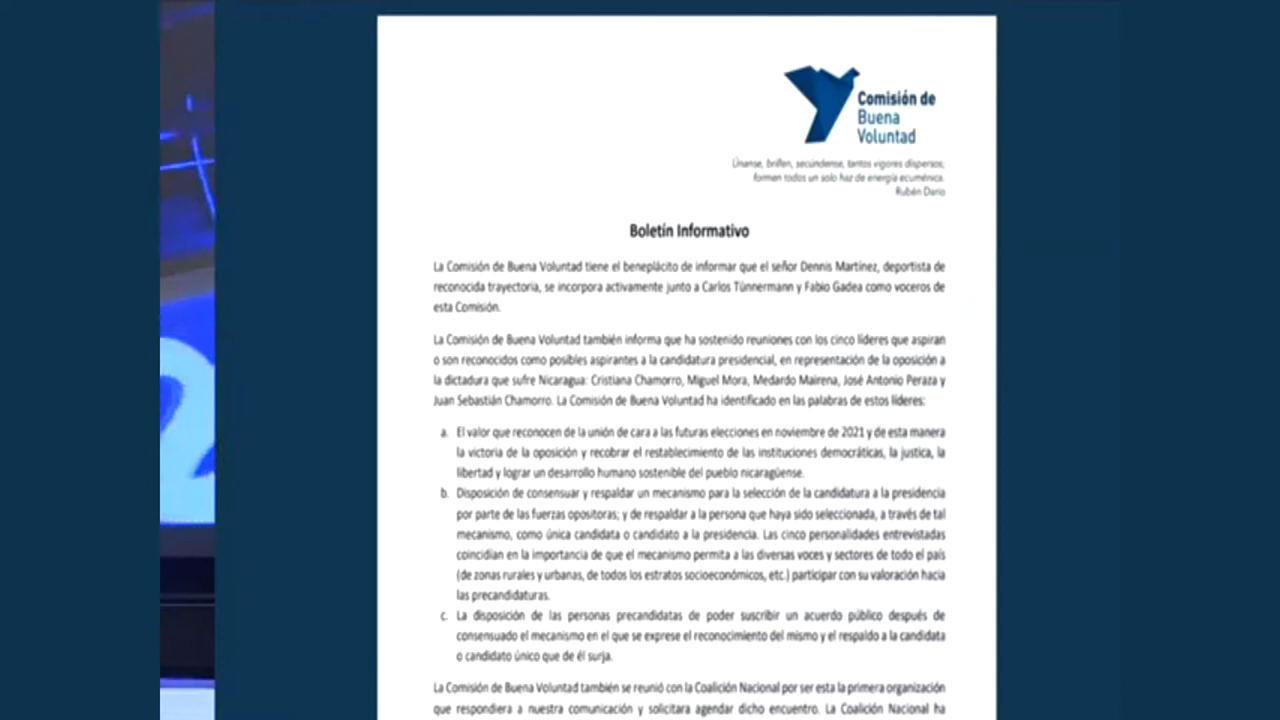 Comisión de
Buena
Voluntad
Únanse, brillen, secúndense, tantos vigores dispersos;
formen todos un solo haz de energía ecuménica.
Rubén Darío
Boletín Informativo
La Comisión de Buena Voluntad tiene el beneplácito de informar que el señor Dennis Martínez, deportista de
reconocida trayectoria, se incorpora activamente junto a Carlos Tünnermann y Fabio Gadea como voceros de
esta Comisión.
La Comisión de Buena Voluntad también informa que ha sostenido reuniones con los cinco líderes que aspiran
o son reconocidos como posibles aspirantes a la candidatura presidencial, en representación de la oposición a
la dictadura que sufre Nicaragua: Cristiana Chamorro, Miguel Mora, Medardo Mairena, José Antonio Peraza y
Juan Sebastián Chamorro. La Comisión de Buena Voluntad ha identificado en las palabras de estos líderes:
a. El valor que reconocen de la unión de cara a las futuras elecciones en noviembre de 2021 y de esta manera
la victoria de la oposición y recobrar el restablecimiento de las instituciones democráticas, la justicia, la
libertad y lograr un desarrollo humano sostenible del pueblo nicaragüense.
b. Disposición de consensuar y respaldar un mecanismo para la selección de la candidatura a la presidencia
por parte de las fuerzas opositoras; y de respaldar a la persona que haya sido seleccionada, a través de tal
mecanismo, como única candidata o candidato a la presidencia. Las cinco personalidades entrevistadas
coincidían en la importancia de que el mecanismo permita a las diversas voces y sectores de todo el país
(de zonas rurales y urbanas, de todos los estratos socioeconómicos, etc.) participar con su valoración hacia
las precandidaturas.
c. La disposición de las personas precandidatas de poder suscribir un acuerdo público después de
consensuado el mecanismo en el que se exprese el reconocimiento del mismo y el respaldo a la candidata
o candidato único que de él surja.
La Comisión de Buena Voluntad también se reunió con la Coalición Nacional por ser esta la primera organización
que respondiera a nuestra comunicación y solicitara agendar dicho encuentro. La Coalición Nacional ha